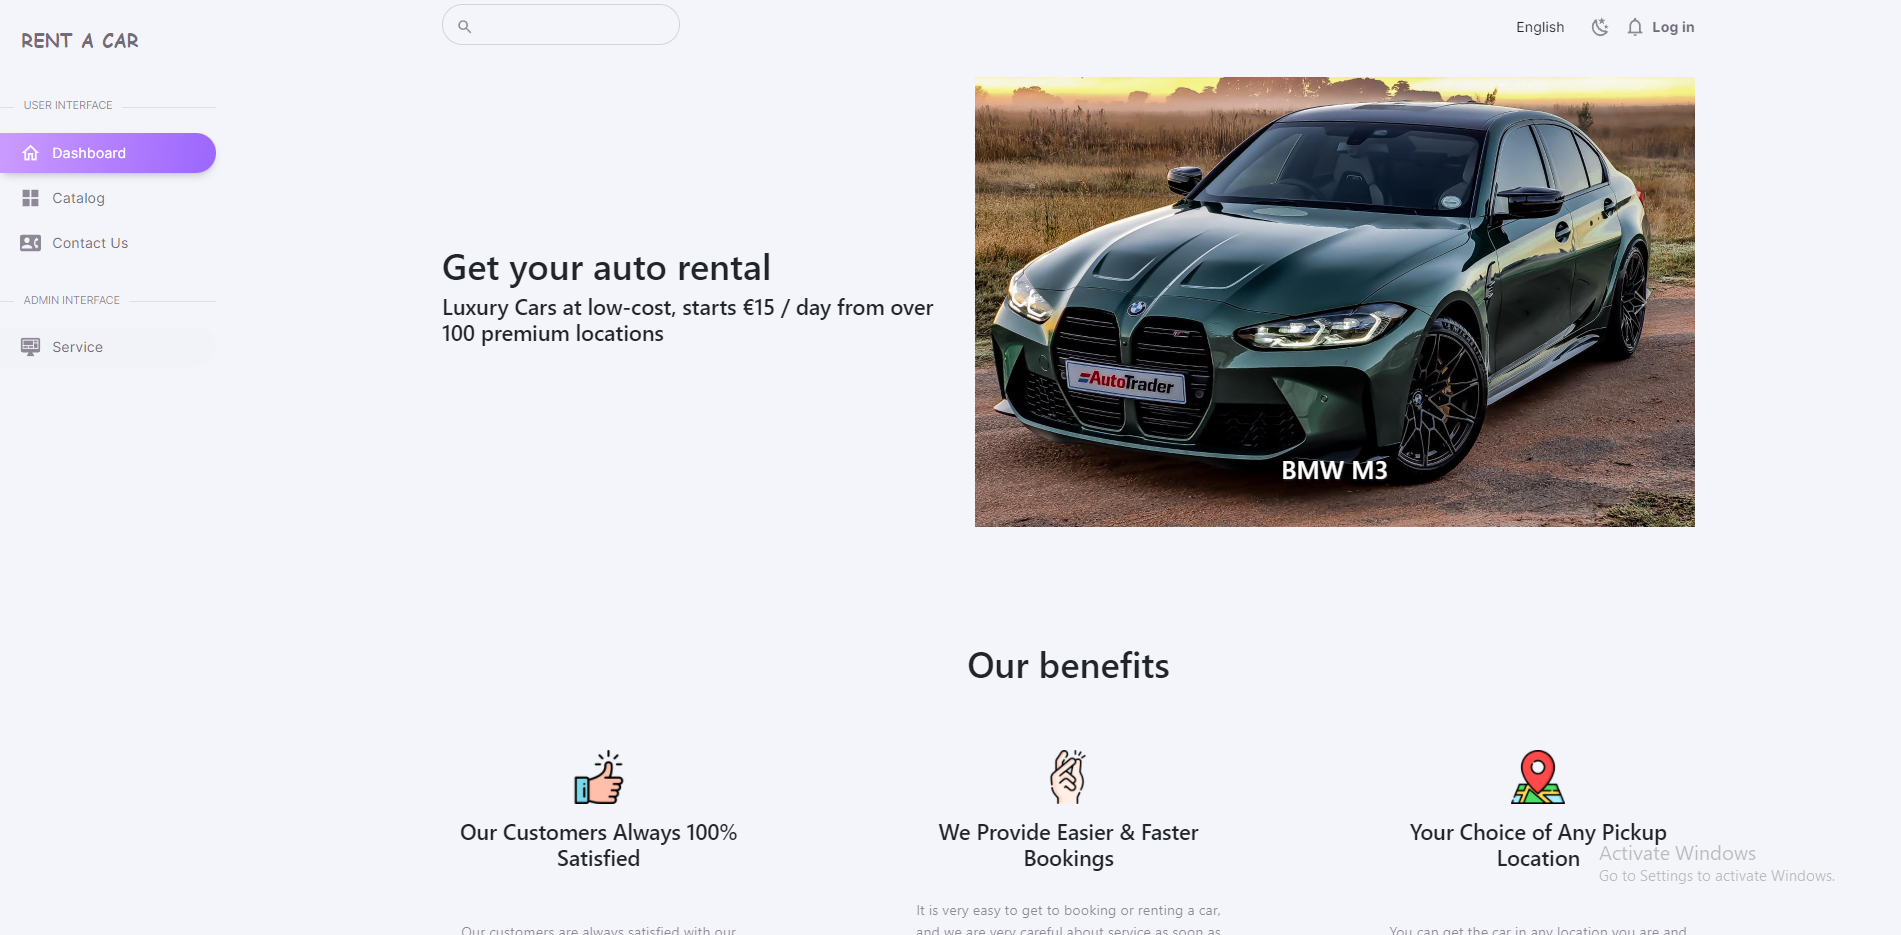 RENT A CAR
English
Log in
USER INTERFACE
Dashboard
Catalog
Contact Us
ADMIN INTERFACE
Service
Get your auto rental
Luxury Cars at low-cost, starts €15 / day from over
100 premium locations
AutoTrader
BMW M3
Our benefits
Our Customers Always 100%
Satisfied
We Provide Easier & Faster
Bookings
Your Choice of Any Pickup
Location
Activate Windows
Go to Settings to activate Windows.
It is very easy to get to booking or renting a car,
Our customers are always satisfied with our
and we are very careful about service as soon as
You can get the car in any location you are and